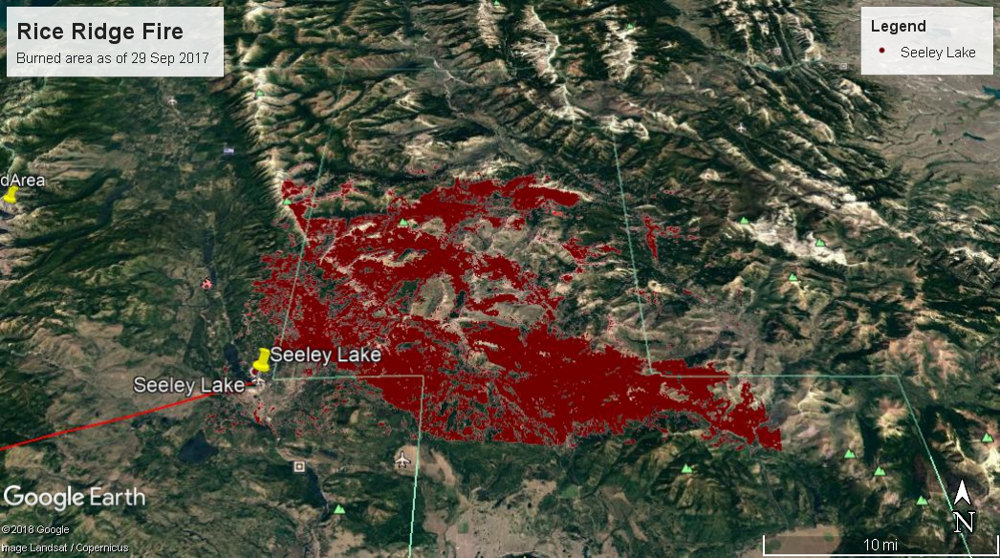 Rice Ridge Fire
Burned area as of 29 Sep 2017
Legend
Seeley Lake
dArea
Seeley Lake
Seeley Lake
Google Earth
©2018 Google
Image Landsat / Copernicus
N
10 mi